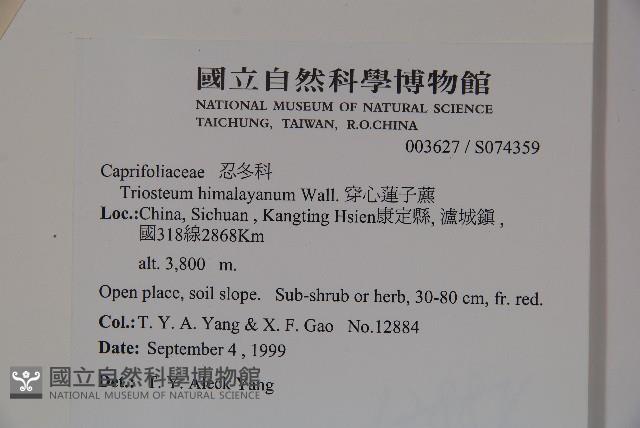 國立自然科學博物館
NATIONAL MUSEUM OF NATURAL SCIENCE
TAICHUNG, TAIWAN, R.O.CHINA
003627 / S074359
Caprifoliaceae 忍冬科
Triosteum himalayanum Wall. 穿心蓮子藨
Loc.:China, Sichuan , Kangting Hsien康定縣, 瀘城鎮 ,
國318線2868Km
alt. 3,800 m.
Open place, soil slope. Sub-shrub or herb, 30-80 cm, fr. red.
Col.: T. Y. A. Yang & X. F. Gao No.12884
Date: September 4 , 1999
Det.: T. Y. Aleck Yang
國立自然科學博物館
NATIONAL MUSEUM OF NATURAL SCIENCE